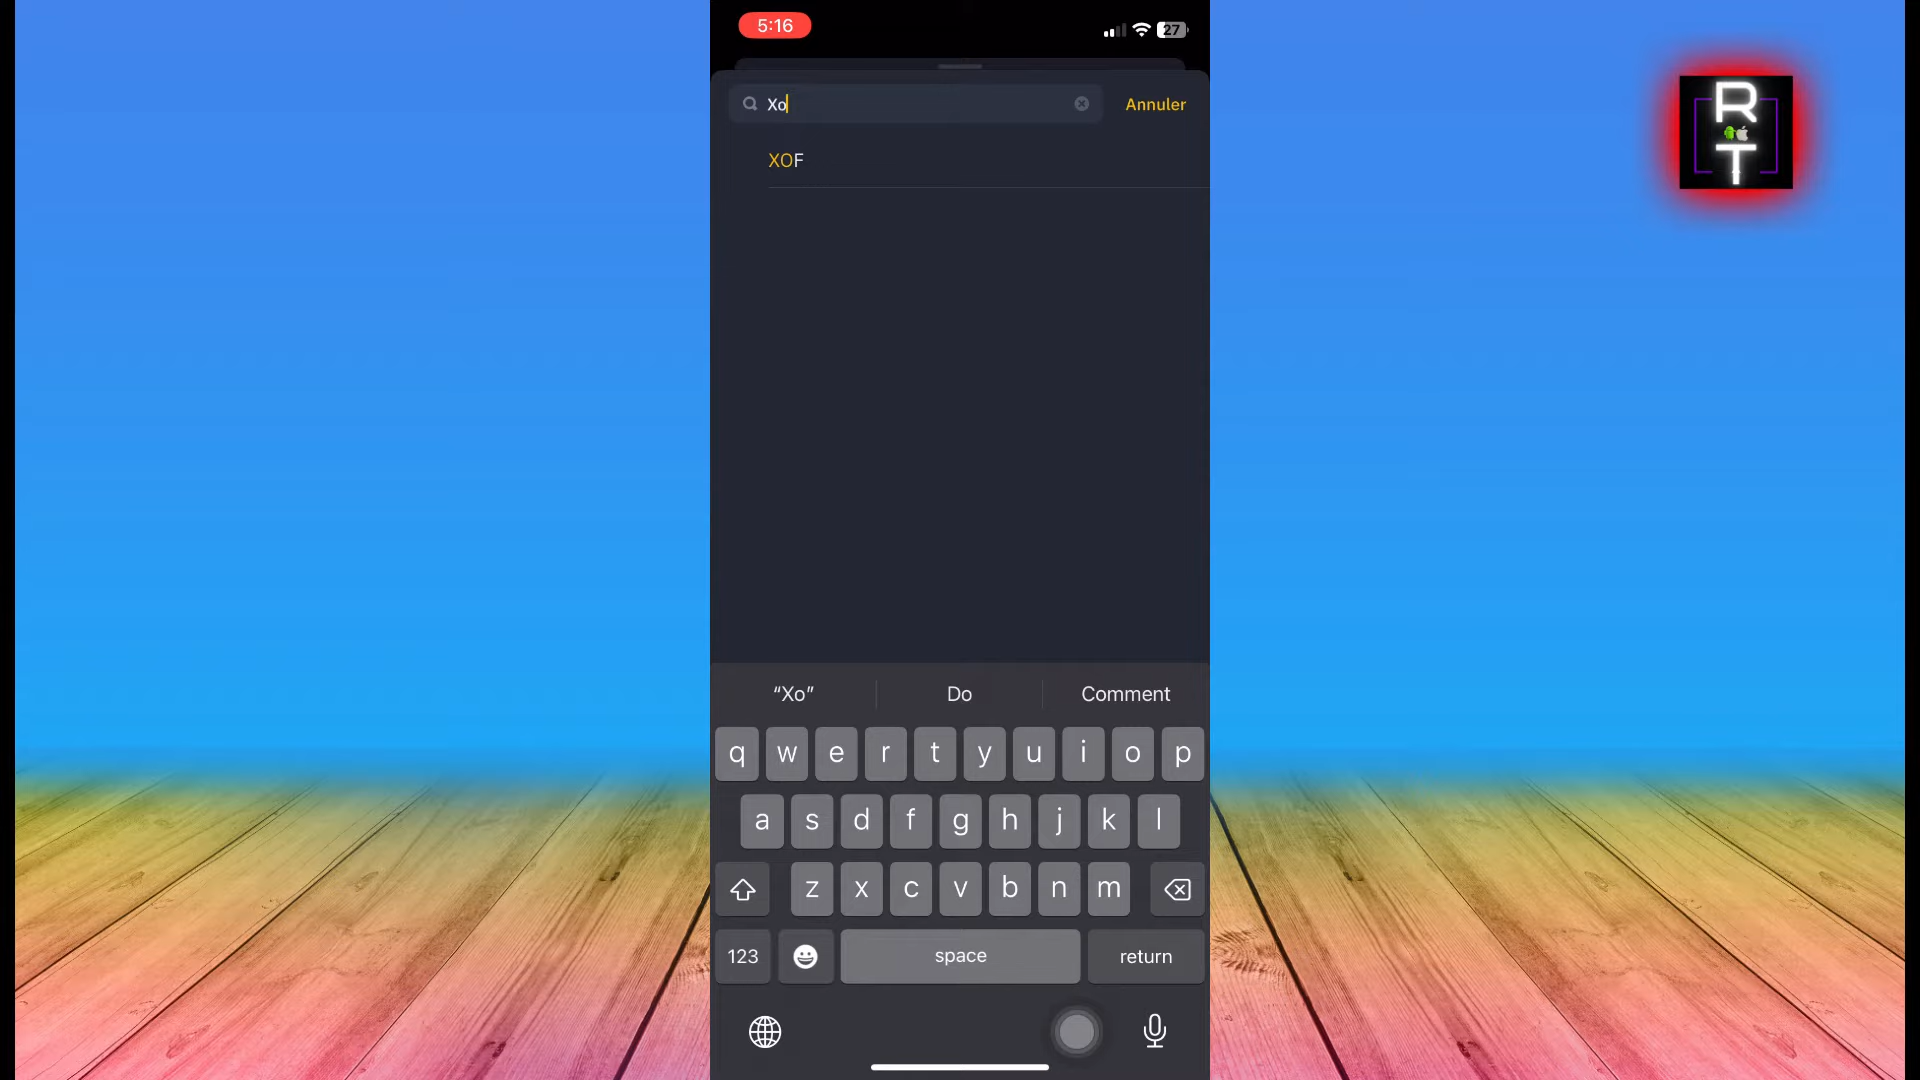 5:16
27
Xo
Annuler
XOF
R
T
“Xo”
Do
Comment
q w e r t y u i o p
a s d f g h j k l
z x c v b n m
123
space
return